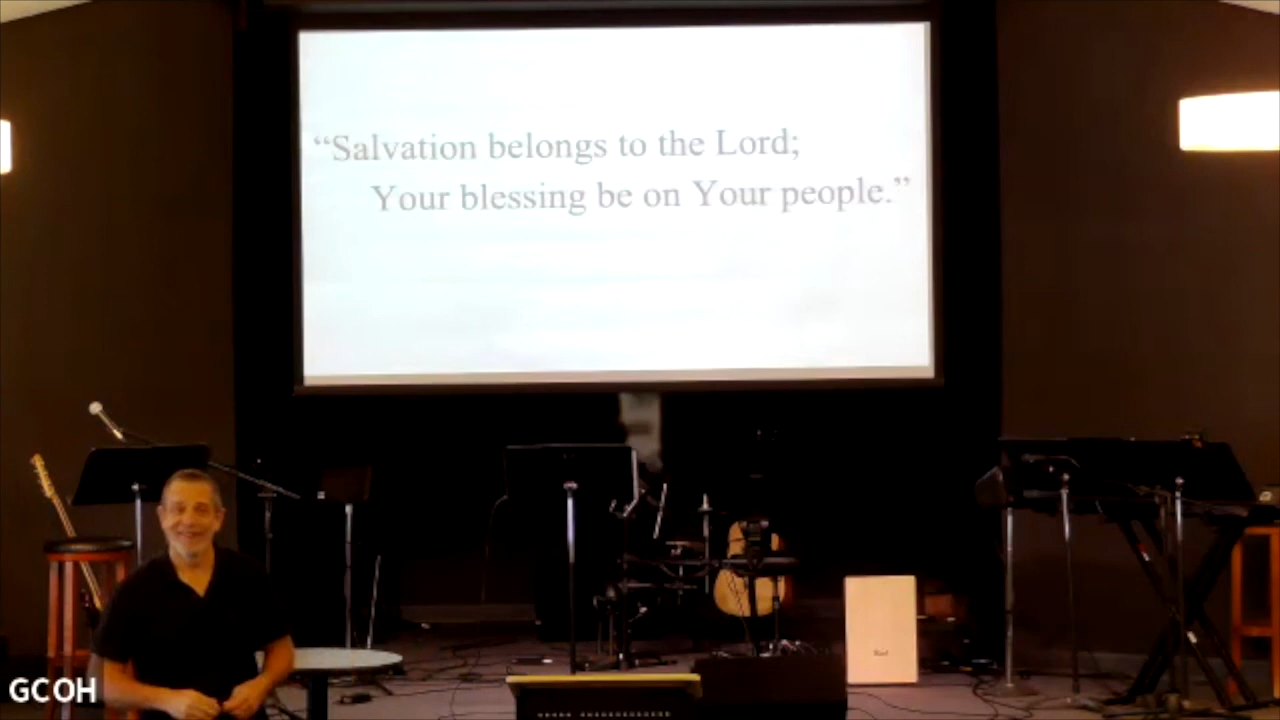 “Salvation belongs to the Lord;
Your blessing be on Your people.”
GCOH